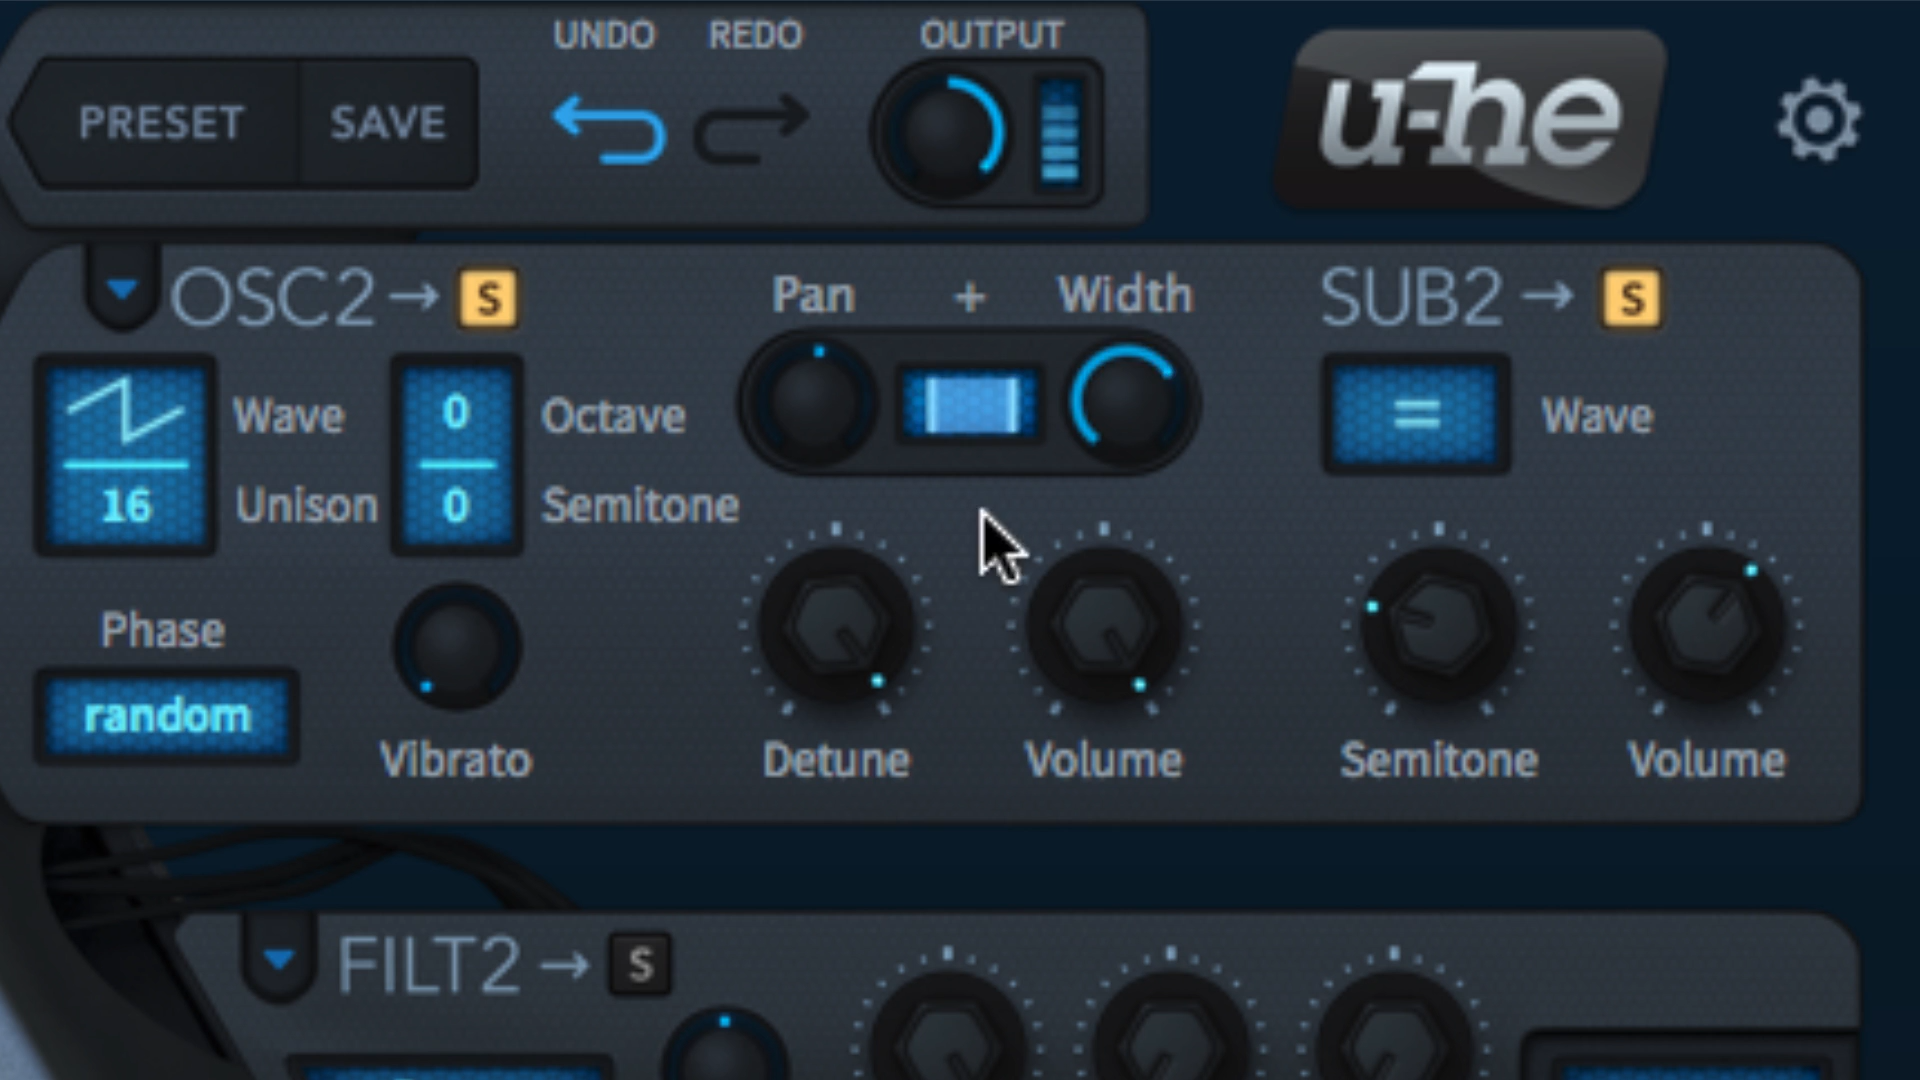 UNDO REDO OUTPUT
PRESET SAVE
u-he
OSC2 → S
Pan + Width
SUB2 → S
Wave
0 Octave
= Wave
16 Unison
0 Semitone
Phase
random
Vibrato
Detune
Volume
Semitone
Volume
FILT2 → S